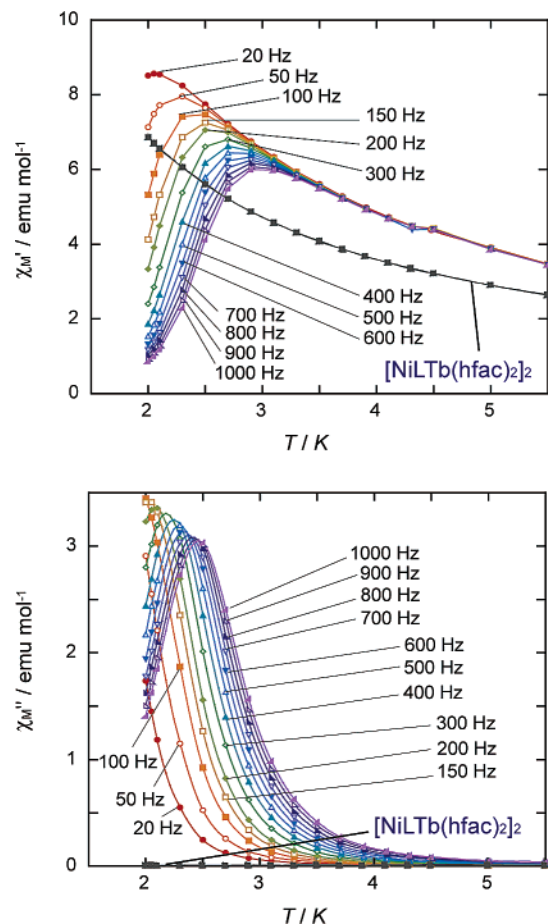 10
8
6
4
2
0
χM' / emu mol-1
20 Hz
50 Hz
100 Hz
150 Hz
200 Hz
300 Hz
400 Hz
500 Hz
600 Hz
700 Hz
800 Hz
900 Hz
1000 Hz
[NiLTb(hfac)2]2
2 3 4 5
T / K
3
2
1
0
χM'' / emu mol-1
1000 Hz
900 Hz
800 Hz
700 Hz
600 Hz
500 Hz
400 Hz
300 Hz
200 Hz
150 Hz
100 Hz
50 Hz
20 Hz
[NiLTb(hfac)2]2
2 3 4 5
T / K